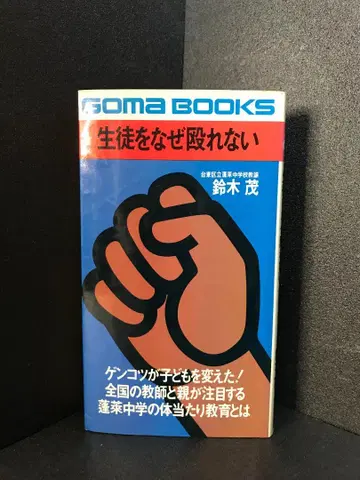 GOMA BOOKS
生徒をなぜ殴れない
台東区立蓬莱中学校教諭
鈴木 茂
ゲンコツが子どもを変えた!
全国の教師と親が注目する
蓬莱中学の体当たり教育とは